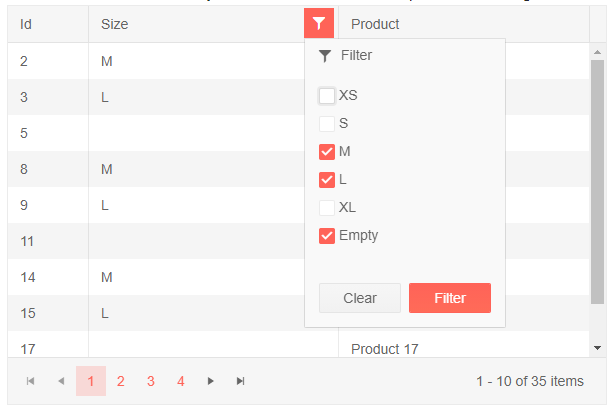 Id Size Product
2 M
Filter
3 L
XS
5
S
8 M
M
L
9 L
XL
11
Empty
14 M
15 L
Clear Filter
17 Product 17
1 2 3 4 1 - 10 of 35 items